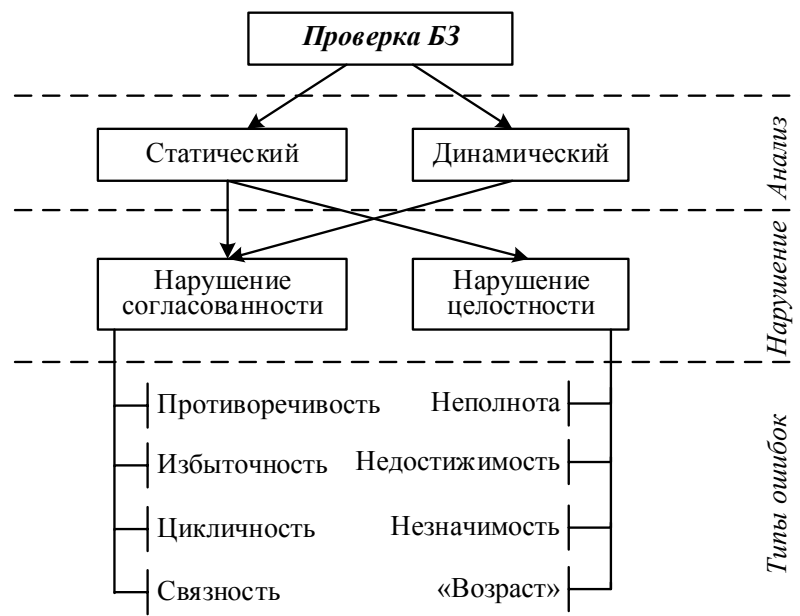 Проверка БЗ
Статический
Динамический
Анализ
Нарушение
согласованности
Нарушение
целостности
Нарушение
Противоречивость
Избыточность
Цикличность
Связность
Неполнота
Недостижимость
Незначимость
«Возраст»
Типы ошибок